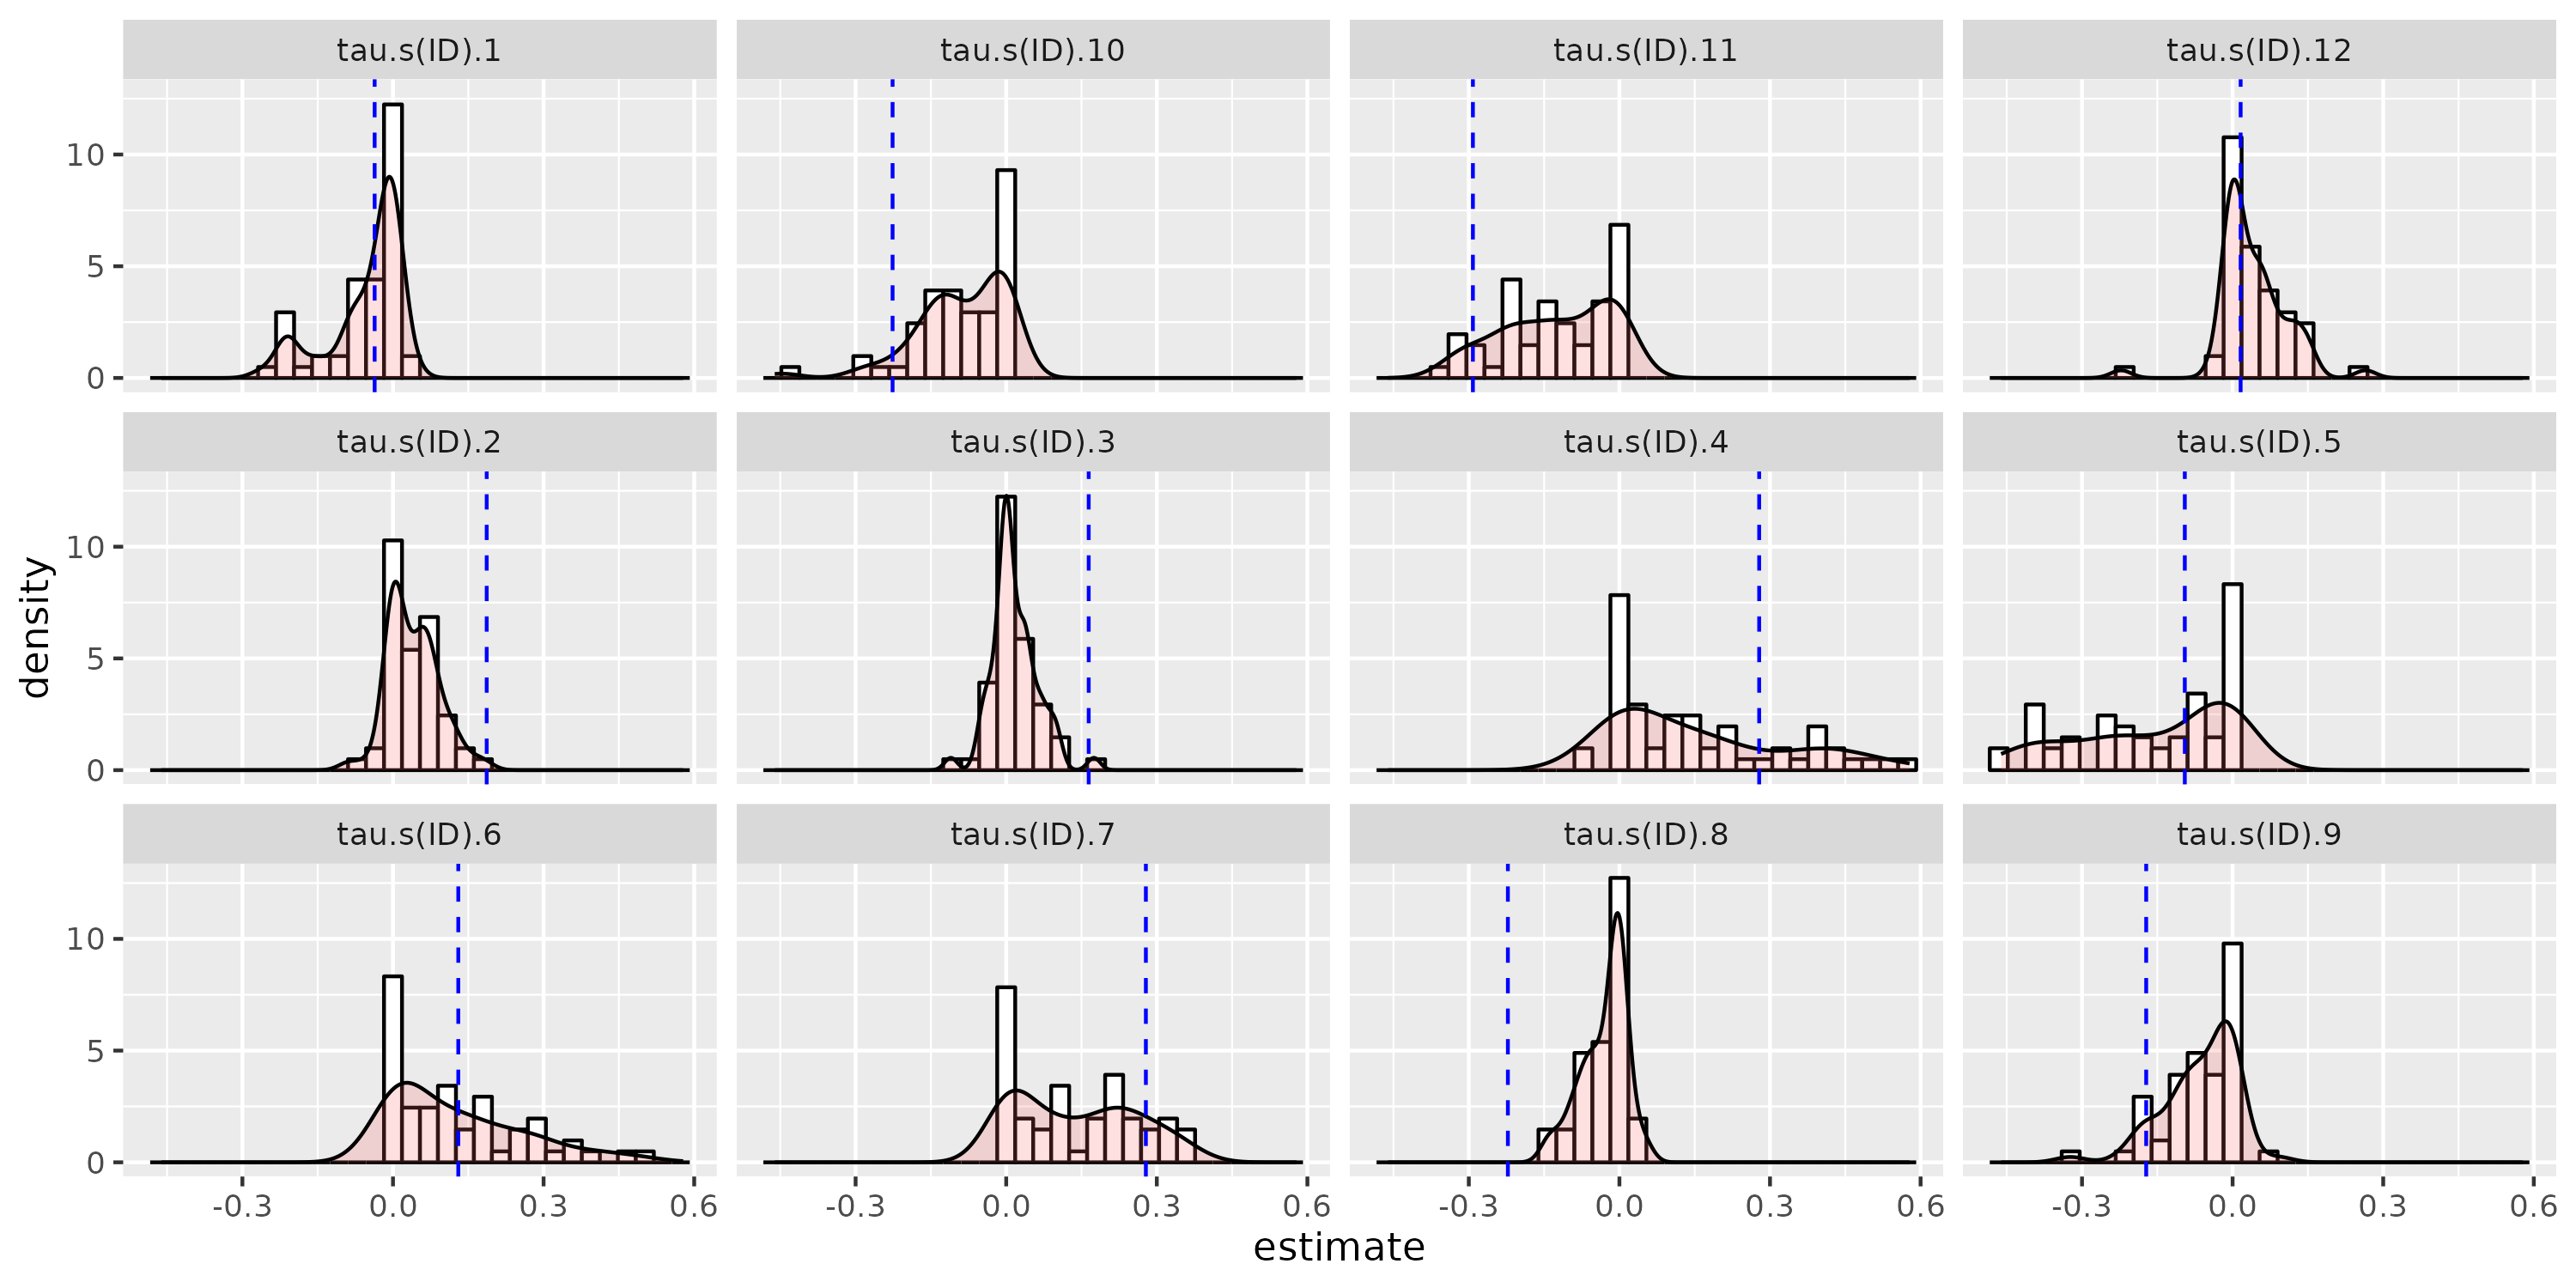 tau.s(ID).1 tau.s(ID).10 tau.s(ID).11 tau.s(ID).12
10
5
0
tau.s(ID).2 tau.s(ID).3 tau.s(ID).4 tau.s(ID).5
10
5
0
density
tau.s(ID).6 tau.s(ID).7 tau.s(ID).8 tau.s(ID).9
10
5
0
-0.3 0.0 0.3 0.6 -0.3 0.0 0.3 0.6 -0.3 0.0 0.3 0.6 -0.3 0.0 0.3 0.6
estimate